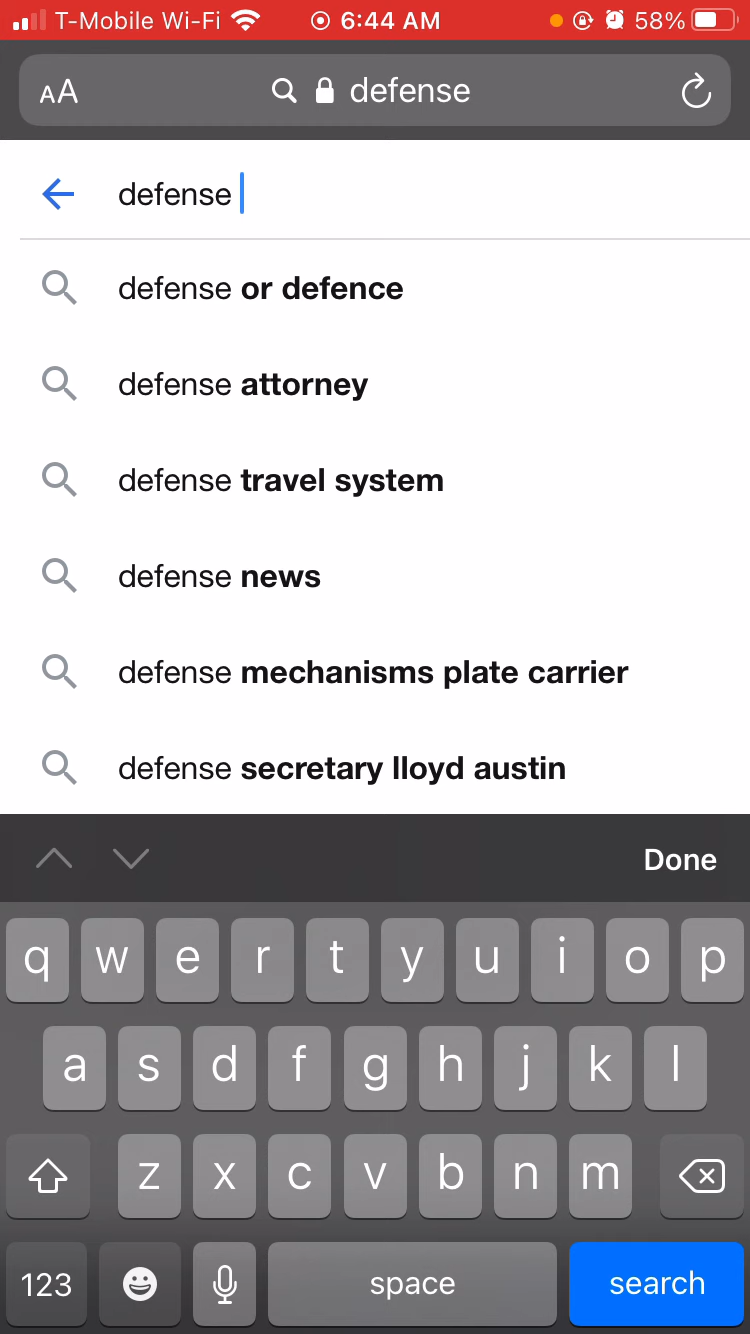 T-Mobile Wi-Fi 6:44 AM 58%
AA defense
defense
defense or defence
defense attorney
defense travel system
defense news
defense mechanisms plate carrier
defense secretary lloyd austin
Done
q w e r t y u i o p
a s d f g h j k l
z x c v b n m
123 space search